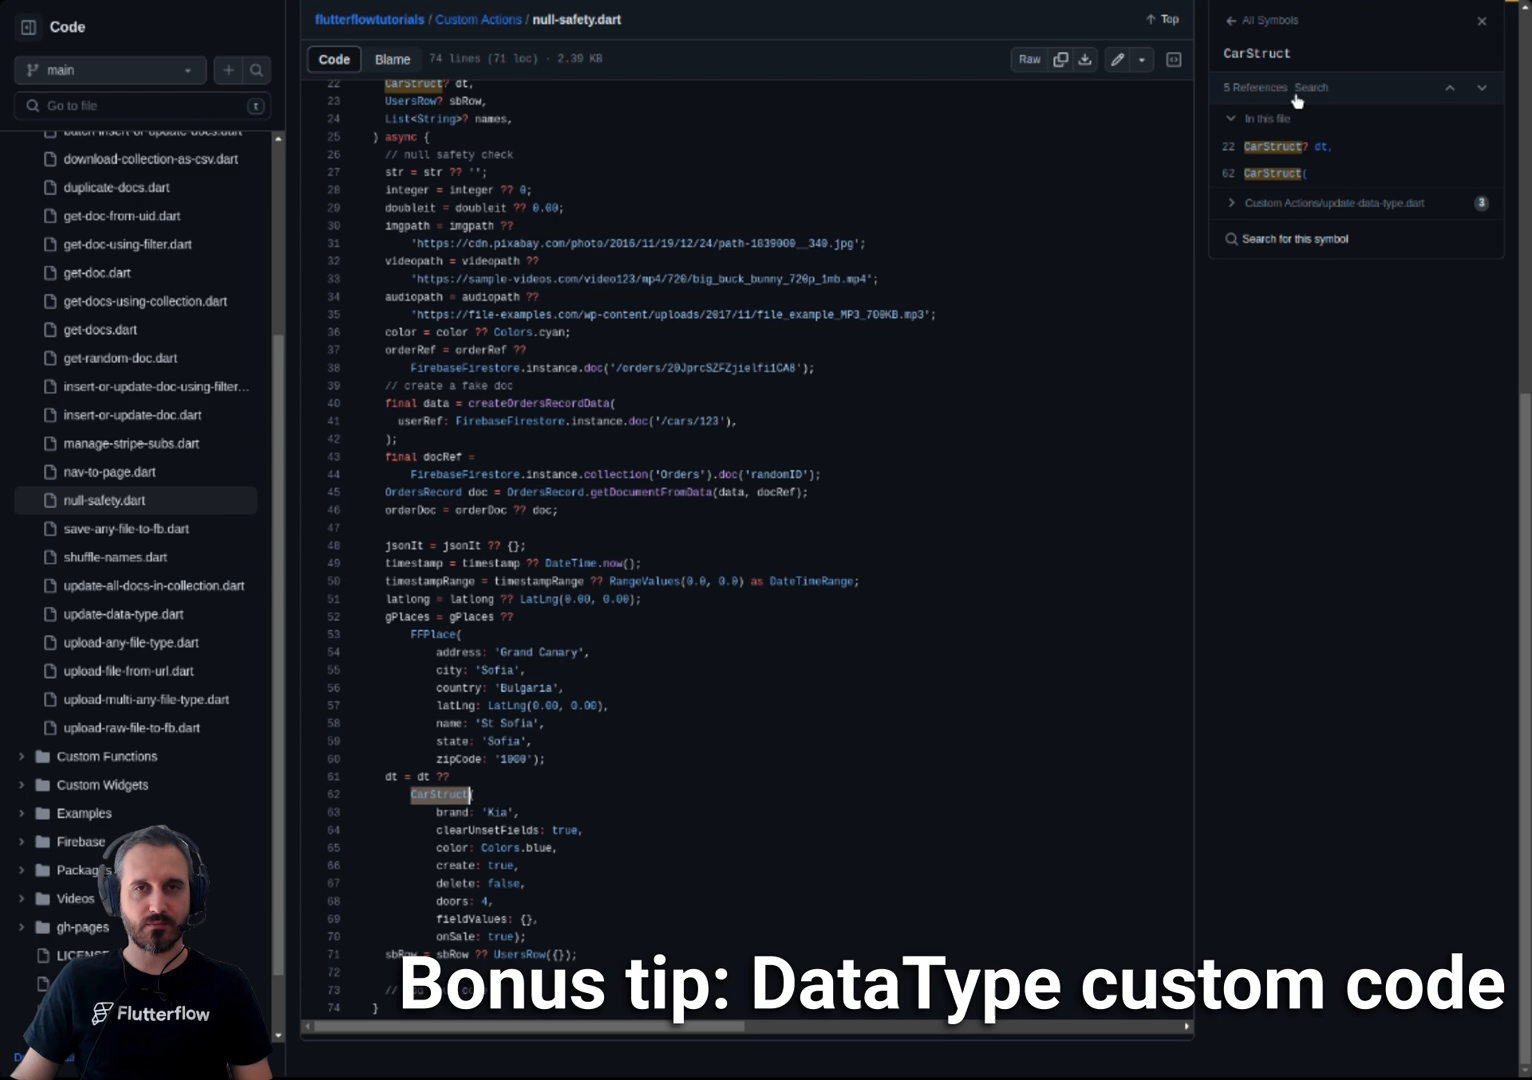 Code
main
Go to file
t
batch-insert-or-update-docs.dart
download-collection-as-csv.dart
duplicate-docs.dart
get-doc-from-uid.dart
get-doc-using-filter.dart
get-doc.dart
get-docs-using-collection.dart
get-docs.dart
get-random-doc.dart
insert-or-update-doc-using-filter...
insert-or-update-doc.dart
manage-stripe-subs.dart
nav-to-page.dart
null-safety.dart
save-any-file-to-fb.dart
shuffle-names.dart
update-all-docs-in-collection.dart
update-data-type.dart
upload-any-file-type.dart
upload-file-from-url.dart
upload-multi-any-file-type.dart
upload-raw-file-to-fb.dart
Custom Functions
Custom Widgets
Examples
Firebase
Packages
Videos
gh-pages
LICENSE
flutterflowtutorials / Custom Actions / null-safety.dart
Top
Code Blame 74 lines (71 loc) · 2.39 KB
Raw
22 CarStruct? dt,
23 UsersRow? sbRow,
24 List<String>? names,
25 ) async {
26 // null safety check
27 str = str ?? '';
28 integer = integer ?? 0;
29 doubleit = doubleit ?? 0.00;
30 imgpath = imgpath ??
31 'https://cdn.pixabay.com/photo/2016/11/19/12/24/path-1839000__340.jpg';
32 videopath = videopath ??
33 'https://sample-videos.com/video123/mp4/720/big_buck_bunny_720p_1mb.mp4';
34 audiopath = audiopath ??
35 'https://file-examples.com/wp-content/uploads/2017/11/file_example_MP3_700KB.mp3';
36 color = color ?? Colors.cyan;
37 orderRef = orderRef ??
38 FirebaseFirestore.instance.doc('/orders/20JprcSZFZjielfi1CA8');
39 // create a fake doc
40 final data = createOrdersRecordData(
41 userRef: FirebaseFirestore.instance.doc('/cars/123'),
42 );
43 final docRef =
44 FirebaseFirestore.instance.collection('Orders').doc('randomID');
45 OrdersRecord doc = OrdersRecord.getDocumentFromData(data, docRef);
46 orderDoc = orderDoc ?? doc;
47
48 jsonIt = jsonIt ?? {};
49 timestamp = timestamp ?? DateTime.now();
50 timestampRange = timestampRange ?? RangeValues(0.0, 0.0) as DateTimeRange;
51 latlong = latlong ?? LatLng(0.00, 0.00);
52 gPlaces = gPlaces ??
53 FFPlace(
54 address: 'Grand Canary',
55 city: 'Sofia',
56 country: 'Bulgaria',
57 latLng: LatLng(0.00, 0.00),
58 name: 'St Sofia',
59 state: 'Sofia',
60 zipCode: '1000');
61 dt = dt ??
62 CarStruct(
63 brand: 'Kia',
64 clearUnsetFields: true,
65 color: Colors.blue,
66 create: true,
67 delete: false,
68 doors: 4,
69 fieldValues: {},
70 onSale: true);
71 sbRow = sbRow ?? UsersRow({});
72
73 //
74 }
All Symbols
CarStruct
5 References Search
In this file
22 CarStruct? dt,
62 CarStruct(
Custom Actions/update-data-type.dart 3
Search for this symbol
Flutterflow
Bonus tip: DataType custom code